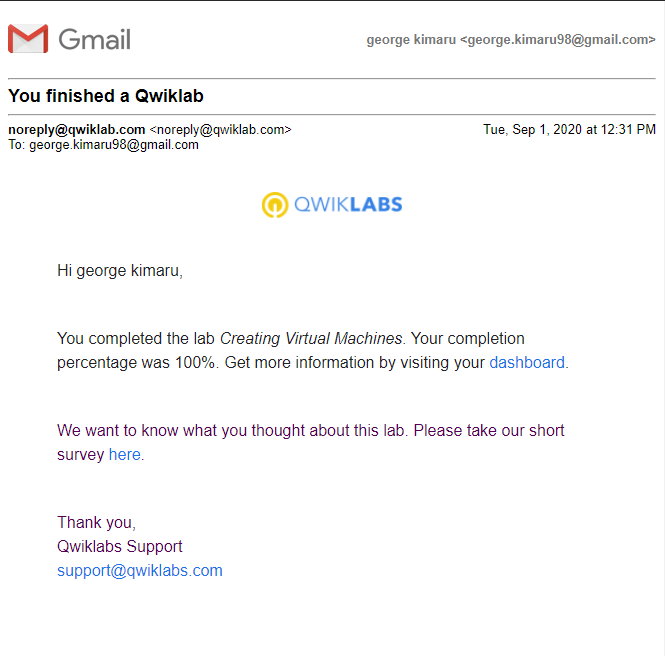 Gmail
george kimaru <george.kimaru98@gmail.com>
You finished a Qwiklab
noreply@qwiklab.com <noreply@qwiklab.com>
Tue, Sep 1, 2020 at 12:31 PM
To: george.kimaru98@gmail.com
QWIKLABS
Hi george kimaru,
You completed the lab Creating Virtual Machines. Your completion
percentage was 100%. Get more information by visiting your dashboard.
We want to know what you thought about this lab. Please take our short
survey here.
Thank you,
Qwiklabs Support
support@qwiklabs.com